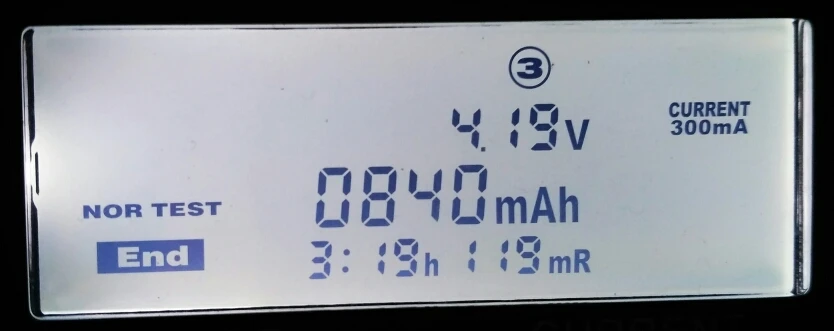 3
4.19V
CURRENT
300mA
0840mAh
NOR TEST
End
3:19h 119mR